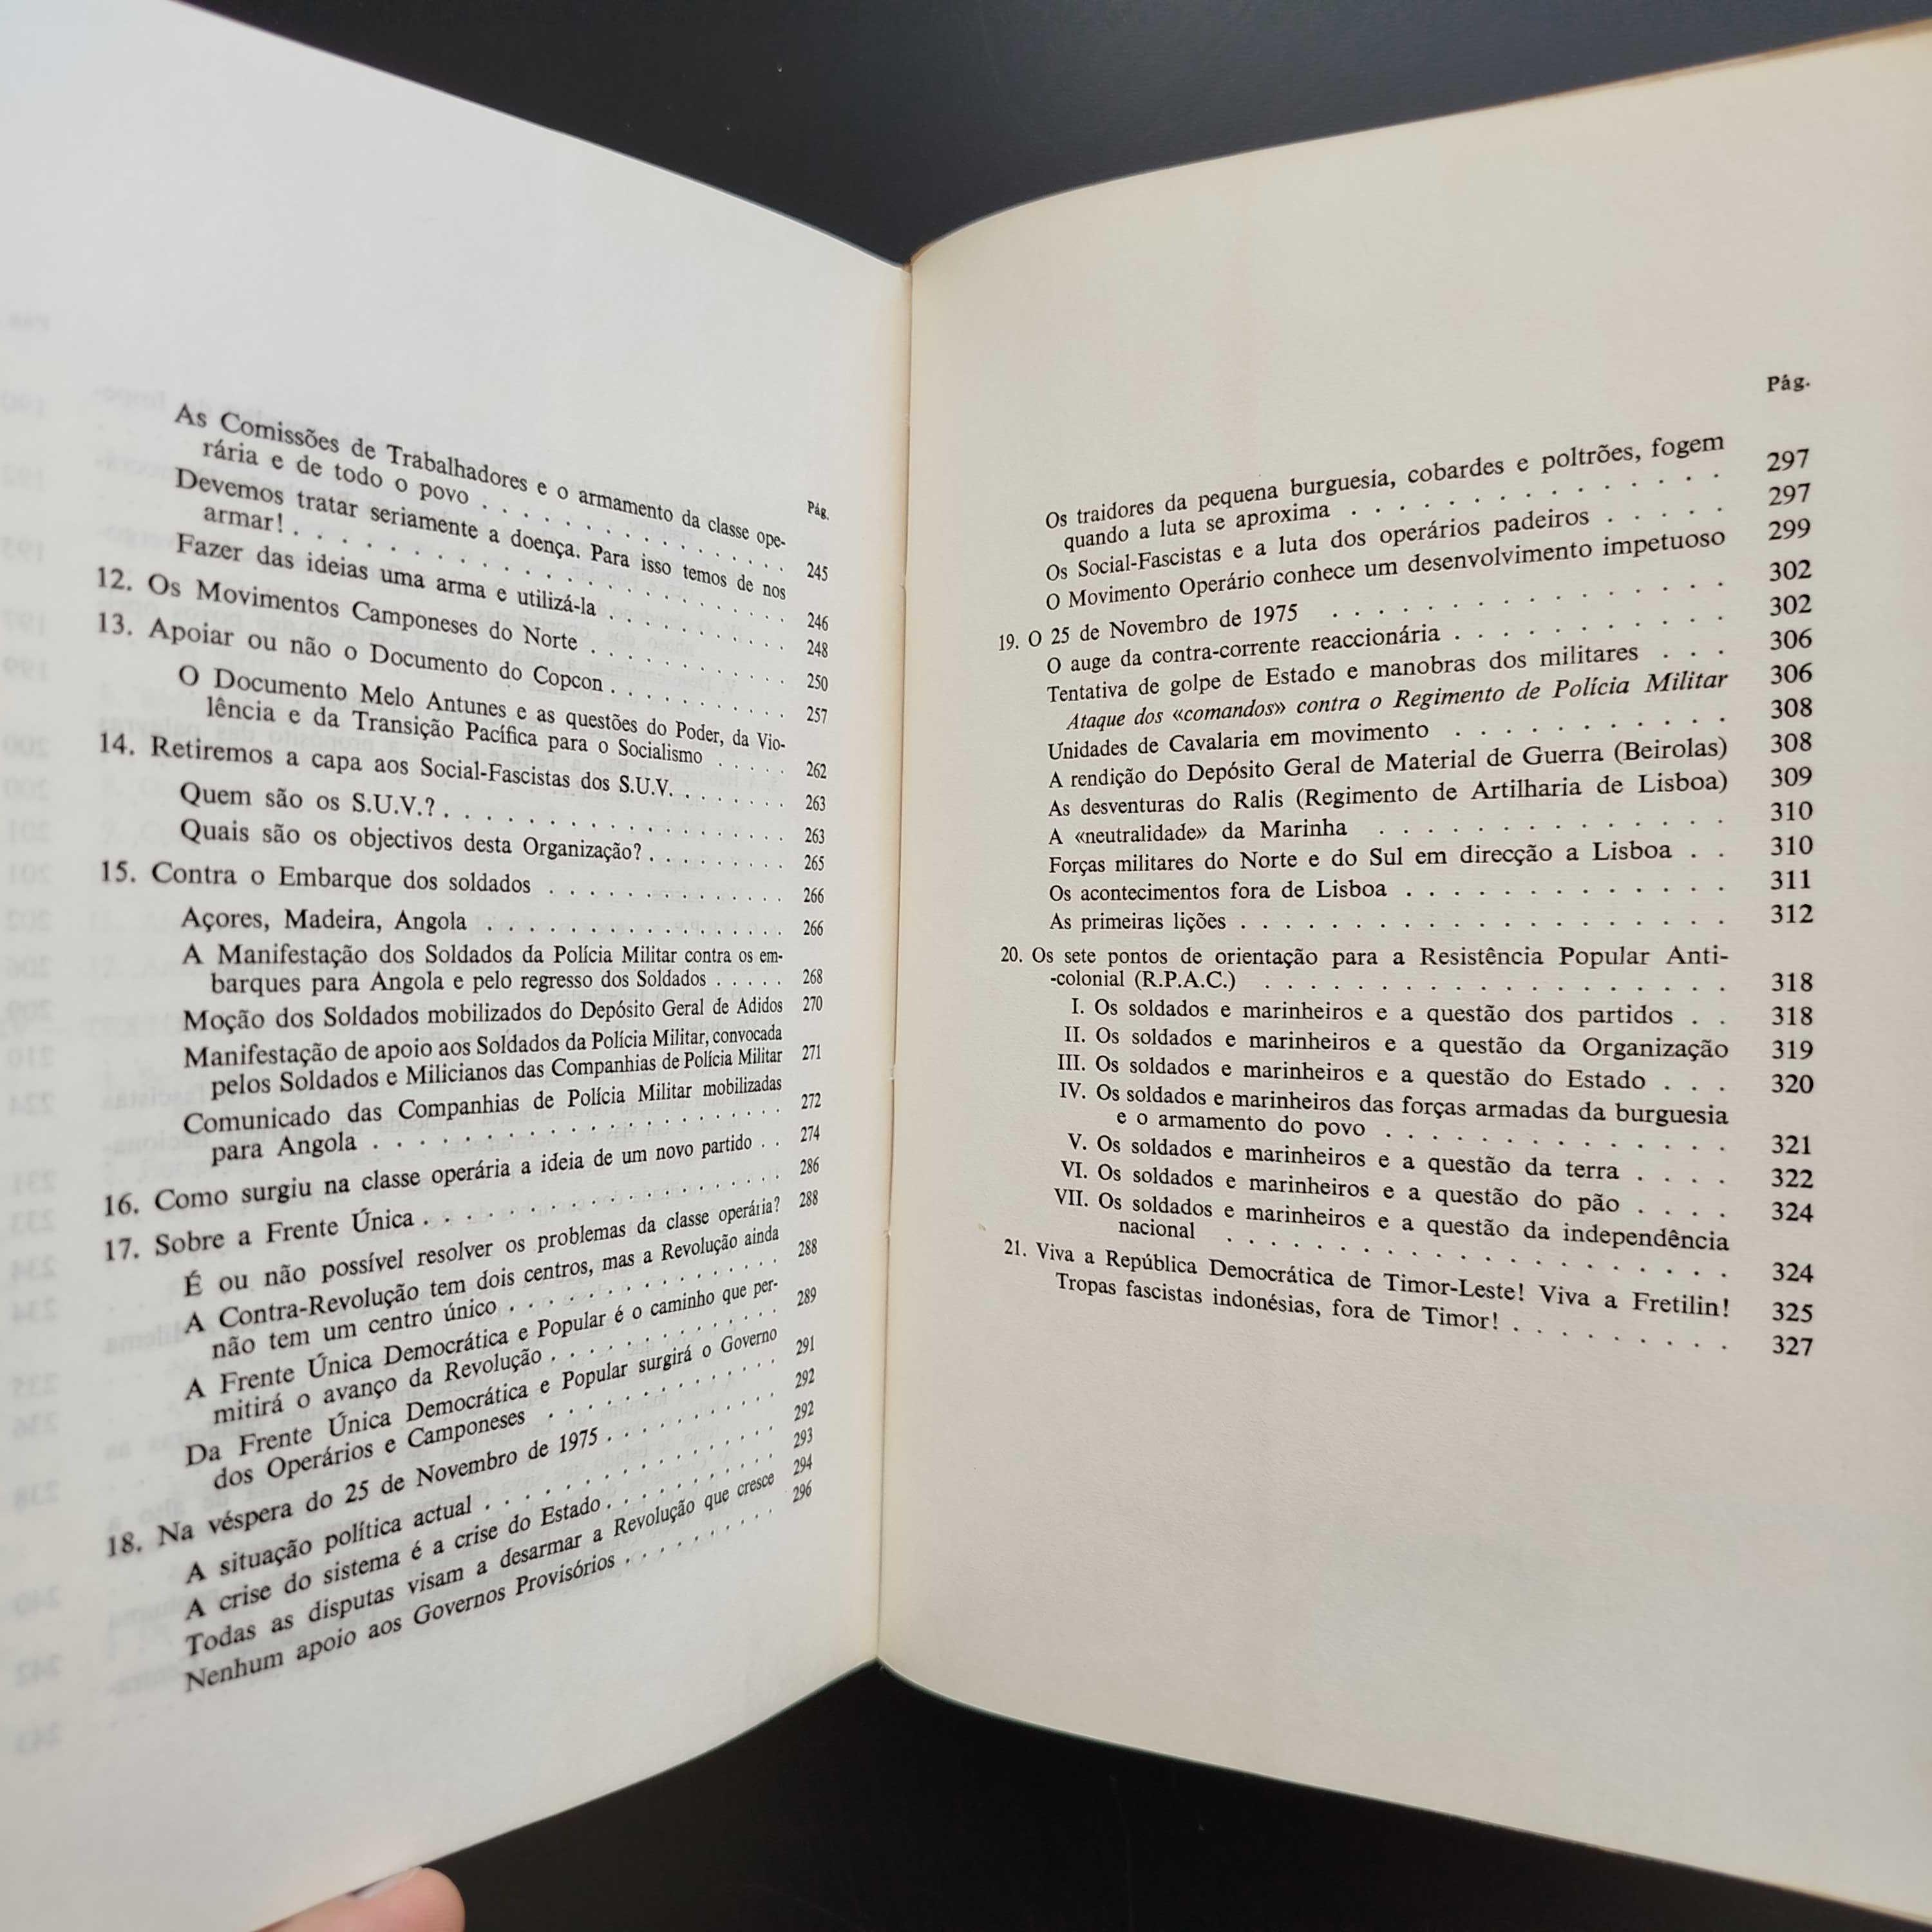 Pág.
As Comissões de Trabalhadores e o armamento da classe ope-
rária e de todo o povo . . . . . . . . . . . . . . . 245
Devemos tratar seriamente a doença. Para isso temos de nos
armar! . . . . . . . . . . . . . . . . . . . . . . . 246
Fazer das ideias uma arma e utilizá-la . . . . . . . . . 248
12. Os Movimentos Camponeses do Norte . . . . . . . . . . 250
13. Apoiar ou não o Documento do Copcon . . . . . . . . . 257
O Documento Melo Antunes e as questões do Poder, da Vio-
lência e da Transição Pacífica para o Socialismo . . . . . 262
14. Retiremos a capa aos Social-Fascistas dos S.U.V. . . . . . . . 263
Quem são os S.U.V.? . . . . . . . . . . . . . . . . . 263
Quais são os objectivos desta Organização? . . . . . . . . . 265
15. Contra o Embarque dos soldados . . . . . . . . . . . . 266
Açores, Madeira, Angola . . . . . . . . . . . . . . . . 266
A Manifestação dos Soldados da Polícia Militar contra os em-
barques para Angola e pelo regresso dos Soldados . . . . . 268
Moção dos Soldados mobilizados do Depósito Geral de Adidos 270
Manifestação de apoio aos Soldados da Polícia Militar, convocada
pelos Soldados e Milicianos das Companhias de Polícia Militar 271
Comunicado das Companhias de Polícia Militar mobilizadas
para Angola . . . . . . . . . . . . . . . . . . . . 272
16. Como surgiu na classe operária a ideia de um novo partido . . 274
17. Sobre a Frente Única . . . . . . . . . . . . . . . . . 286
É ou não possível resolver os problemas da classe operária? 288
A Contra-Revolução tem dois centros, mas a Revolução ainda
não tem um centro único . . . . . . . . . . . . . . 288
A Frente Única Democrática e Popular é o caminho que per-
mitirá o avanço da Revolução . . . . . . . . . . . . 289
Da Frente Única Democrática e Popular surgirá o Governo
dos Operários e Camponeses . . . . . . . . . . . . 291
18. Na véspera do 25 de Novembro de 1975 . . . . . . . . . 292
A situação política actual . . . . . . . . . . . . . . . 292
A crise do sistema é a crise do Estado . . . . . . . . . 293
Todas as disputas visam a desarmar a Revolução que cresce 294
Nenhum apoio aos Governos Provisórios . . . . . . . . . 296
Pág.
Os traidores da pequena burguesia, cobardes e poltrões, fogem
quando a luta se aproxima . . . . . . . . . . . . . 297
Os Social-Fascistas e a luta dos operários padeiros . . . . . 297
O Movimento Operário conhece um desenvolvimento impetuoso 299
19. O 25 de Novembro de 1975 . . . . . . . . . . . . . . 302
O auge da contra-corrente reaccionária . . . . . . . . . . 302
Tentativa de golpe de Estado e manobras dos militares . . . 306
Ataque dos «comandos» contra o Regimento de Polícia Militar 306
Unidades de Cavalaria em movimento . . . . . . . . . . 308
A rendição do Depósito Geral de Material de Guerra (Beirolas) 308
As desventuras do Ralis (Regimento de Artilharia de Lisboa) 309
A «neutralidade» da Marinha . . . . . . . . . . . . . 310
Forças militares do Norte e do Sul em direcção a Lisboa . . 310
Os acontecimentos fora de Lisboa . . . . . . . . . . . . 311
As primeiras lições . . . . . . . . . . . . . . . . . . 312
20. Os sete pontos de orientação para a Resistência Popular Anti-
-colonial (R.P.A.C.) . . . . . . . . . . . . . . . . . 318
I. Os soldados e marinheiros e a questão dos partidos . . 318
II. Os soldados e marinheiros e a questão da Organização 319
III. Os soldados e marinheiros e a questão do Estado . . . 320
IV. Os soldados e marinheiros das forças armadas da burguesia
e o armamento do povo . . . . . . . . . . . . . 321
V. Os soldados e marinheiros e a questão da terra . . . . 322
VI. Os soldados e marinheiros e a questão do pão . . . . 324
VII. Os soldados e marinheiros e a questão da independência
nacional . . . . . . . . . . . . . . . . . . . 324
21. Viva a República Democrática de Timor-Leste! Viva a Fretilin! 325
Tropas fascistas indonésias, fora de Timor! . . . . . . . . . 327